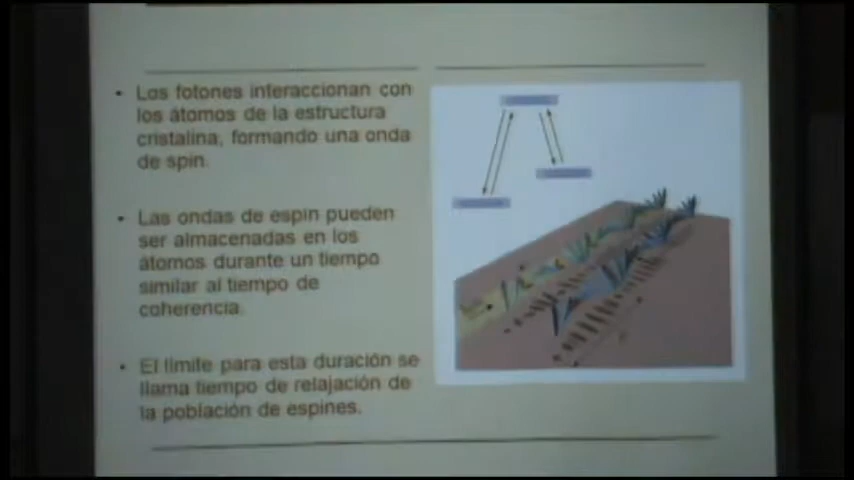 • Los fotones interaccionan con
los átomos de la estructura
cristalina, formando una onda
de spin.
• Las ondas de espin pueden
ser almacenadas en los
átomos durante un tiempo
similar al tiempo de
coherencia.
• El límite para esta duración se
llama tiempo de relajación de
la población de espines.